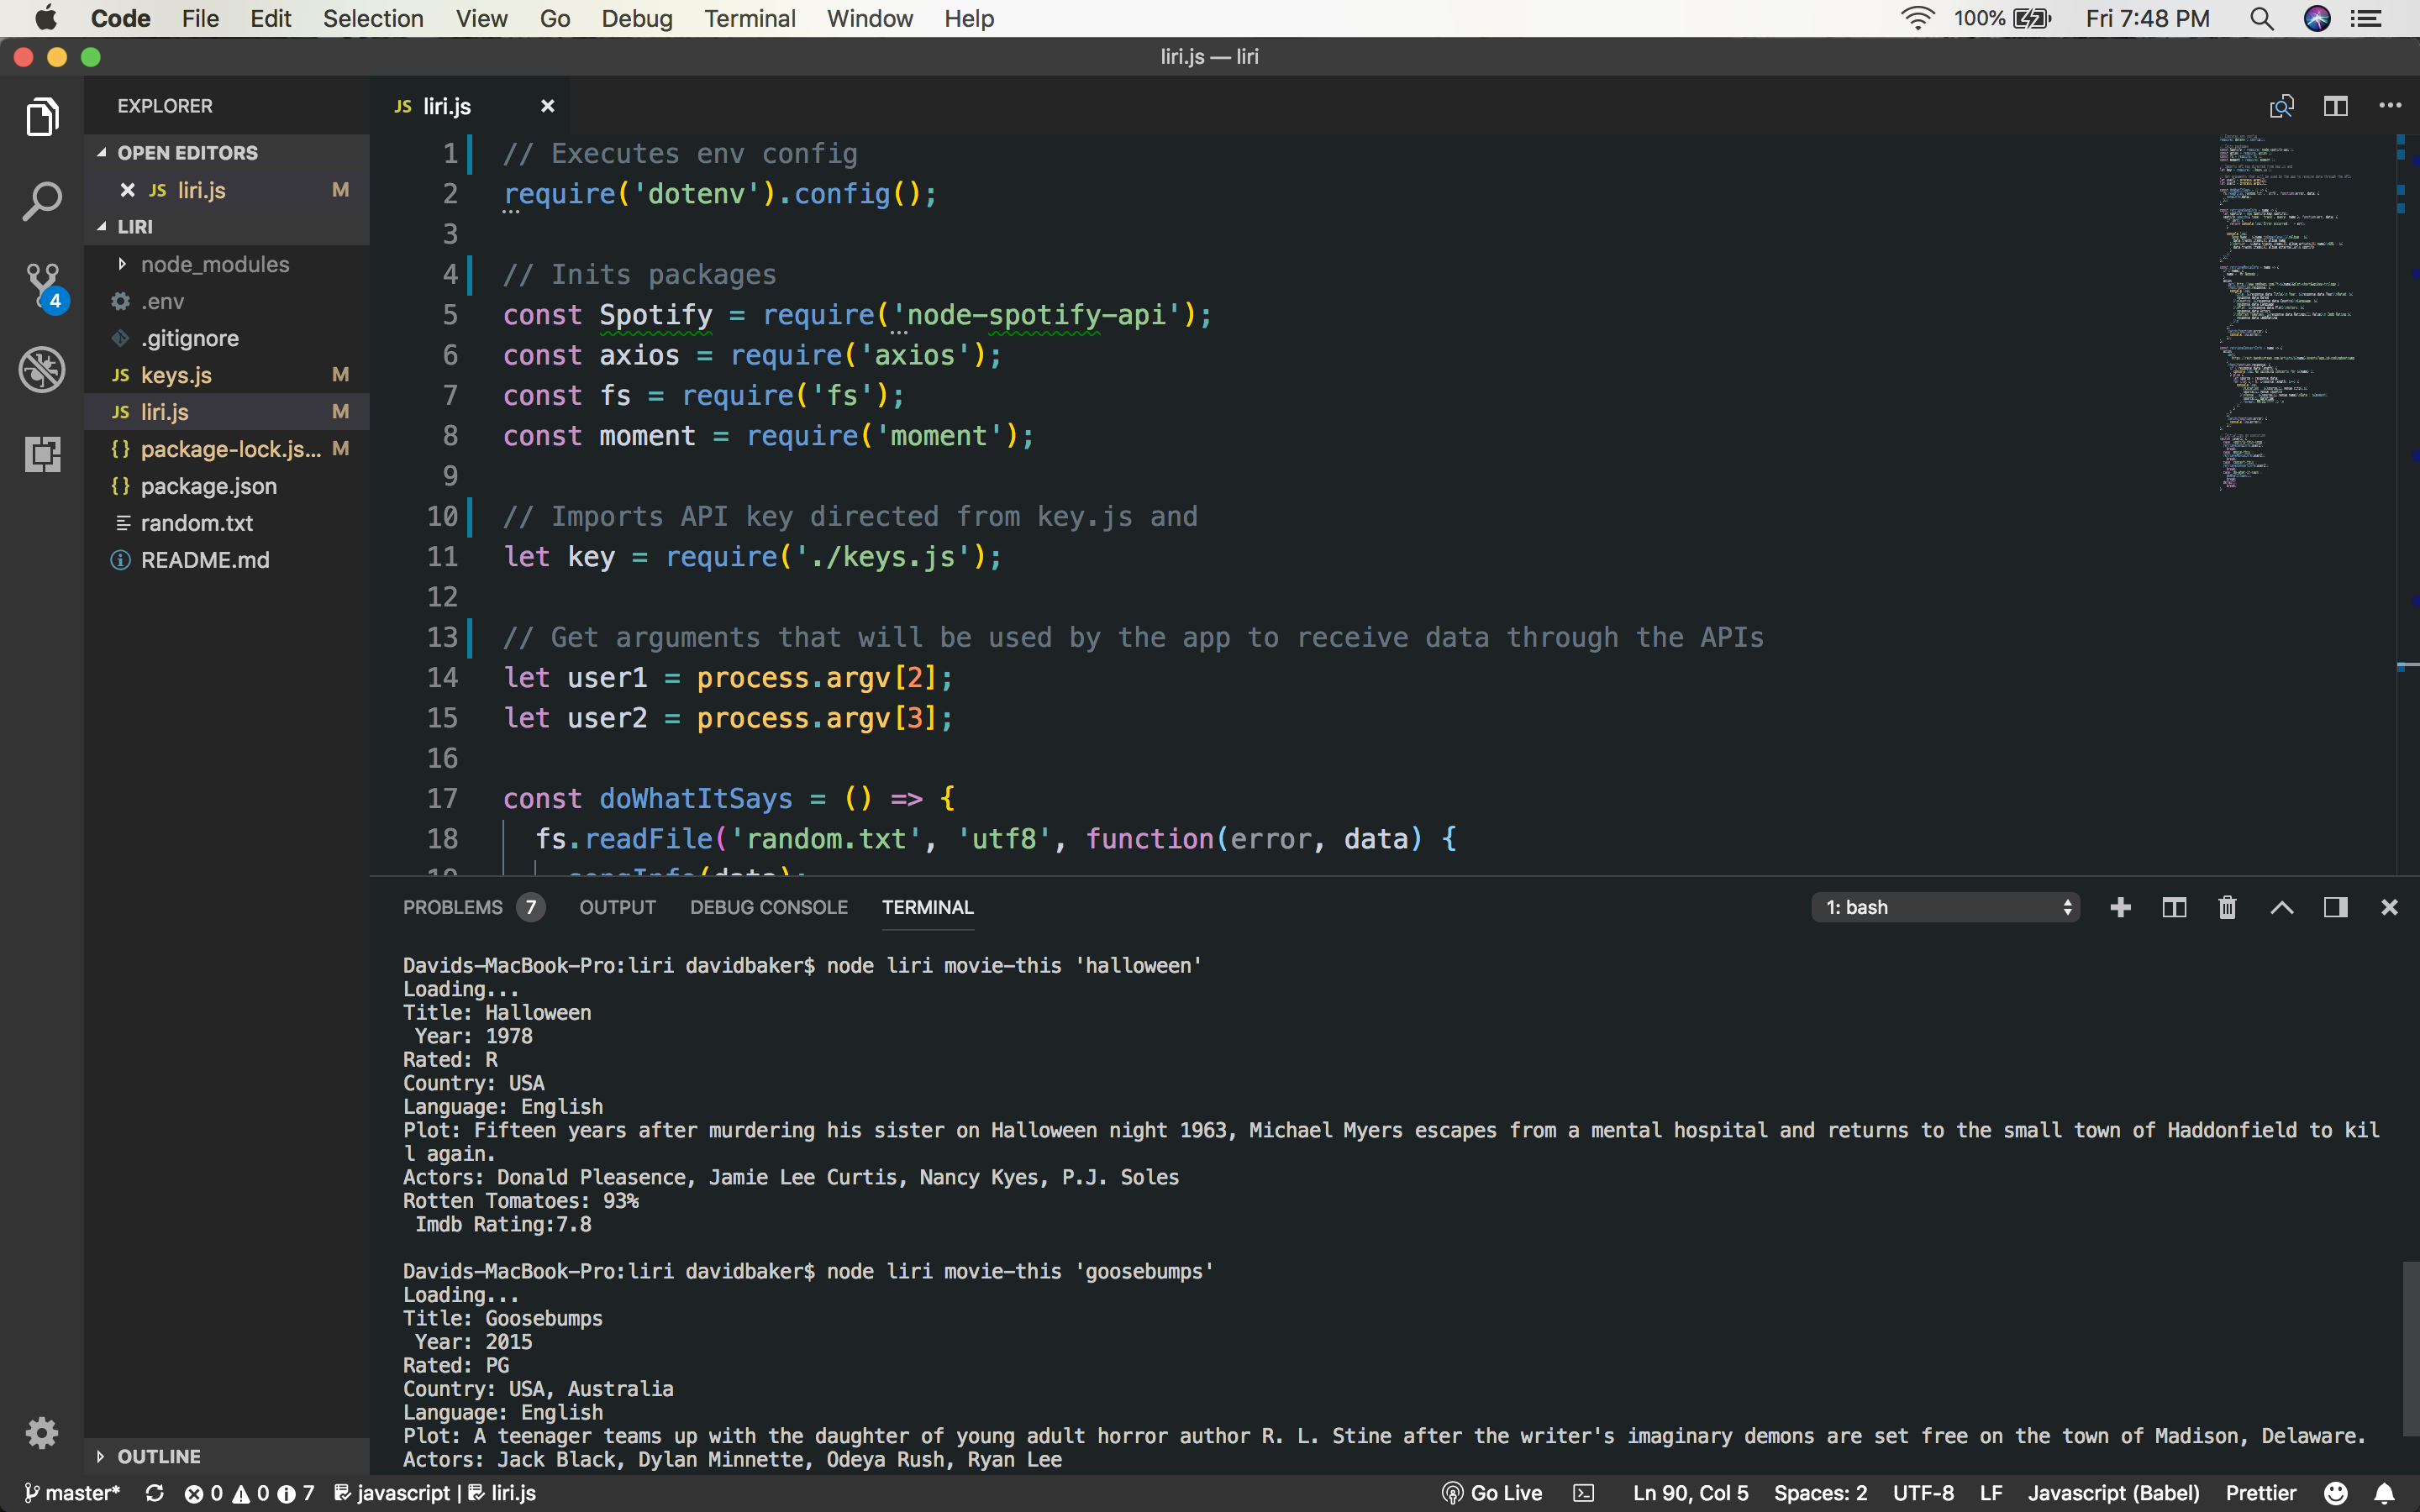 Code File Edit Selection View Go Debug Terminal Window Help 100% Fri 7:48 PM
liri.js — liri
EXPLORER
OPEN EDITORS
JS liri.js M
LIRI
node_modules
.env
.gitignore
JS keys.js M
JS liri.js M
{} package-lock.js... M
{} package.json
random.txt
README.md
4
OUTLINE
JS liri.js
1 // Executes env config
2 require('dotenv').config();
3
4 // Inits packages
5 const Spotify = require('node-spotify-api');
6 const axios = require('axios');
7 const fs = require('fs');
8 const moment = require('moment');
9
10 // Imports API key directed from key.js and
11 let key = require('./keys.js');
12
13 // Get arguments that will be used by the app to receive data through the APIs
14 let user1 = process.argv[2];
15 let user2 = process.argv[3];
16
17 const doWhatItSays = () => {
18 fs.readFile('random.txt', 'utf8', function(error, data) {
PROBLEMS 7 OUTPUT DEBUG CONSOLE TERMINAL 1: bash
Davids-MacBook-Pro:liri davidbaker$ node liri movie-this 'halloween'
Loading...
Title: Halloween
Year: 1978
Rated: R
Country: USA
Language: English
Plot: Fifteen years after murdering his sister on Halloween night 1963, Michael Myers escapes from a mental hospital and returns to the small town of Haddonfield to kil
l again.
Actors: Donald Pleasence, Jamie Lee Curtis, Nancy Kyes, P.J. Soles
Rotten Tomatoes: 93%
Imdb Rating:7.8
Davids-MacBook-Pro:liri davidbaker$ node liri movie-this 'goosebumps'
Loading...
Title: Goosebumps
Year: 2015
Rated: PG
Country: USA, Australia
Language: English
Plot: A teenager teams up with the daughter of young adult horror author R. L. Stine after the writer's imaginary demons are set free on the town of Madison, Delaware.
Actors: Jack Black, Dylan Minnette, Odeya Rush, Ryan Lee
master* 0 0 7 javascript | liri.js Go Live Ln 90, Col 5 Spaces: 2 UTF-8 LF Javascript (Babel) Prettier